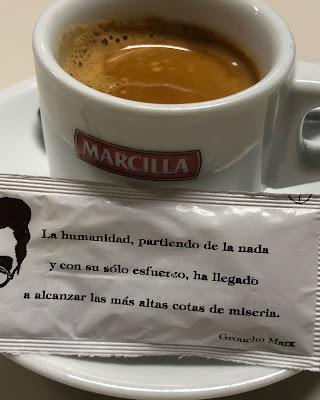 MARCILLA
La humanidad, partiendo de la nada
y con su sólo esfuerzo, ha llegado
a alcanzar las más altas cotas de miseria.
Groucho Marx